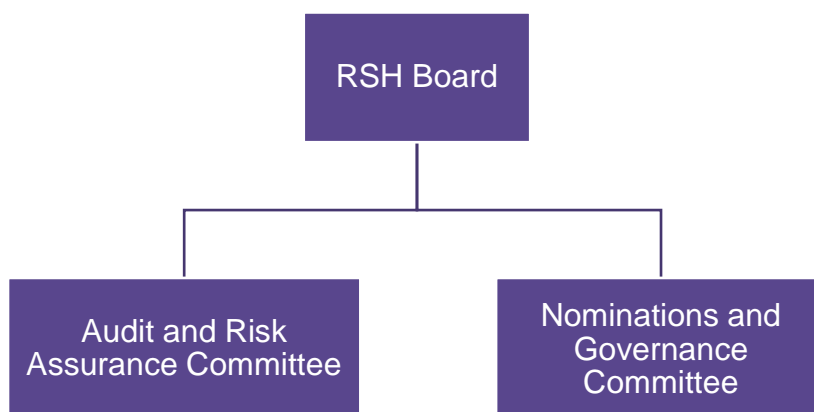 RSH Board
Audit and Risk
Assurance Committee
Nominations and
Governance
Committee